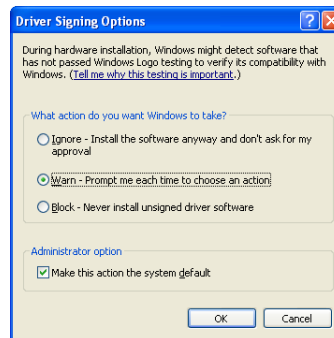 Driver Signing Options
During hardware installation, Windows might detect software that
has not passed Windows Logo testing to verify its compatibility with
Windows. (Tell me why this testing is important.)
What action do you want Windows to take?
Ignore - Install the software anyway and don't ask for my
approval
Warn - Prompt me each time to choose an action
Block - Never install unsigned driver software
Administrator option
Make this action the system default
OK Cancel